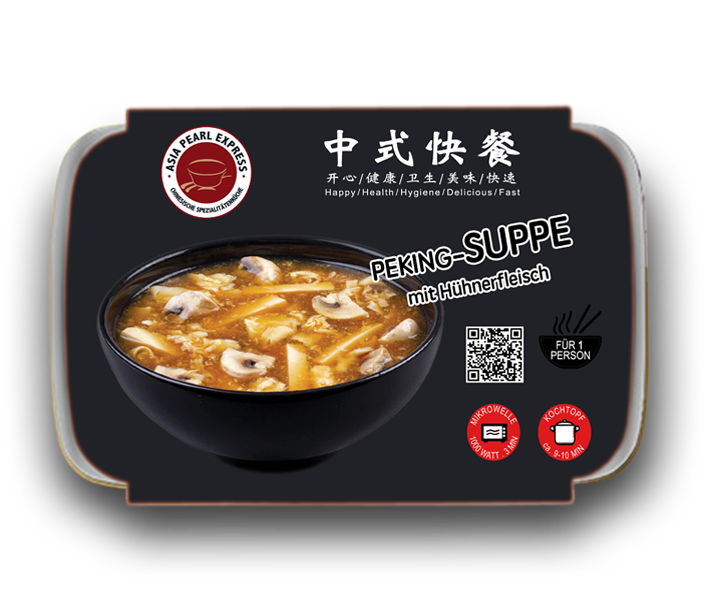 ASIA PEARL EXPRESS
CHINESISCHE SPEZIALITÄTENKÜCHE
中式快餐
开心/健康/卫生/美味/快速
Happy/Health/Hygiene/Delicious/Fast
PEKING-SUPPE
mit Hühnerfleisch
FÜR 1
PERSON
MIKROWELLE
1000 WATT . 3 MIN
KOCHTOPF
ca. 9-10 MIN